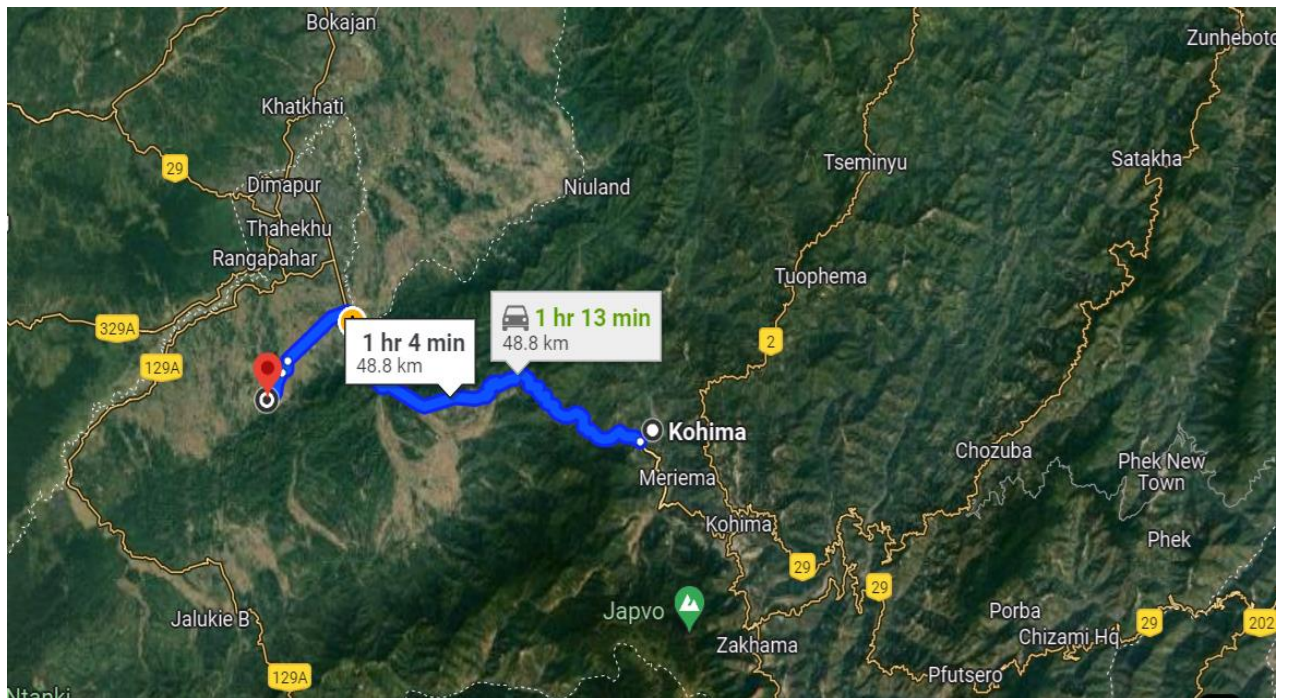 Bokajan
Zunheboto
Khatkhati
29
Tseminyu
Satakha
Dimapur
Niuland
Thahekhu
Rangapahar
Tuophema
329A
1 hr 4 min
48.8 km
1 hr 13 min
48.8 km
2
129A
Kohima
Chozuba
Phek New
Town
Meriema
Kohima
Phek
29
29
Jalukie B
Japvo
Porba
Chizami Hq
29
202
Zakhama
129A
Pfutsero
Ntanki